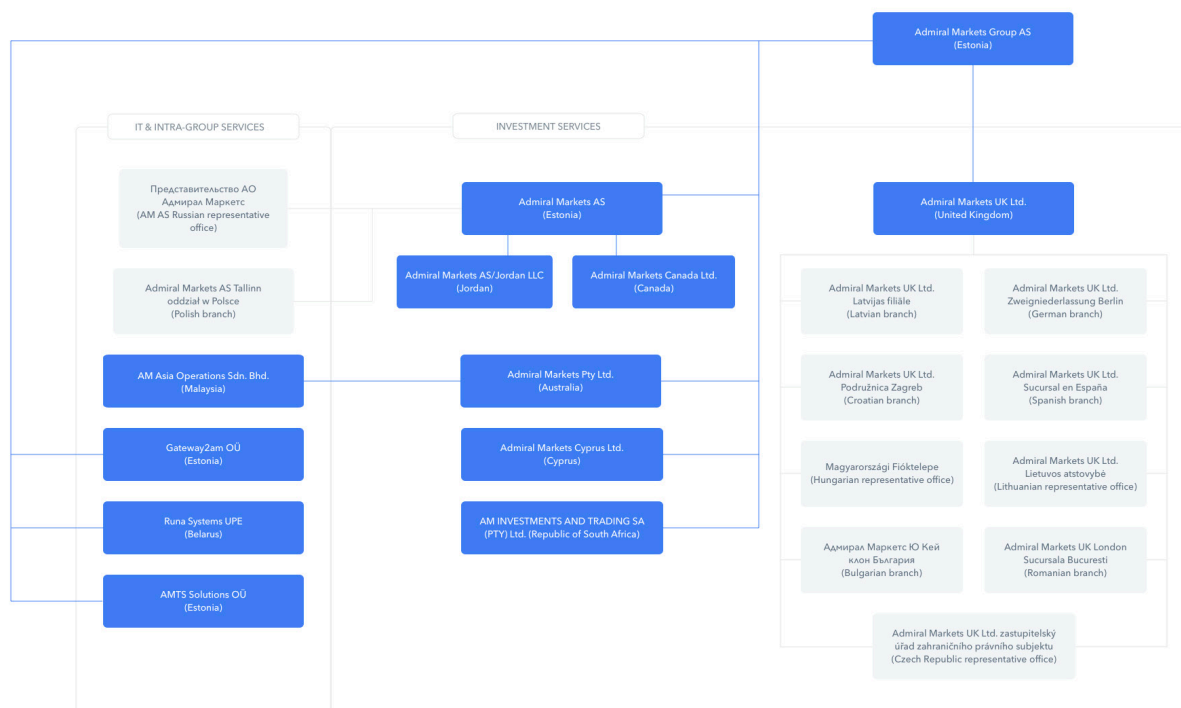 Admiral Markets Group AS
(Estonia)
IT & INTRA-GROUP SERVICES
INVESTMENT SERVICES
Представительство АО
Адмирал Маркетс
(AM AS Russian representative
office)
Admiral Markets AS Tallinn
oddział w Polsce
(Polish branch)
AM Asia Operations Sdn. Bhd.
(Malaysia)
Gateway2am OÜ
(Estonia)
Runa Systems UPE
(Belarus)
AMTS Solutions OÜ
(Estonia)
Admiral Markets AS
(Estonia)
Admiral Markets AS/Jordan LLC
(Jordan)
Admiral Markets Canada Ltd.
(Canada)
Admiral Markets Pty Ltd.
(Australia)
Admiral Markets Cyprus Ltd.
(Cyprus)
AM INVESTMENTS AND TRADING SA
(PTY) Ltd. (Republic of South Africa)
Admiral Markets UK Ltd.
(United Kingdom)
Admiral Markets UK Ltd.
Latvijas filiāle
(Latvian branch)
Admiral Markets UK Ltd.
Zweigniederlassung Berlin
(German branch)
Admiral Markets UK Ltd.
Podružnica Zagreb
(Croatian branch)
Admiral Markets UK Ltd.
Sucursal en España
(Spanish branch)
Magyarországi Fióktelepe
(Hungarian representative office)
Admiral Markets UK Ltd.
Lietuvos atstovybė
(Lithuanian representative office)
Адмирал Маркетс Ю Кей
клон България
(Bulgarian branch)
Admiral Markets UK London
Sucursala Bucuresti
(Romanian branch)
Admiral Markets UK Ltd. zastupitelský
úřad zahraničního právního subjektu
(Czech Republic representative office)